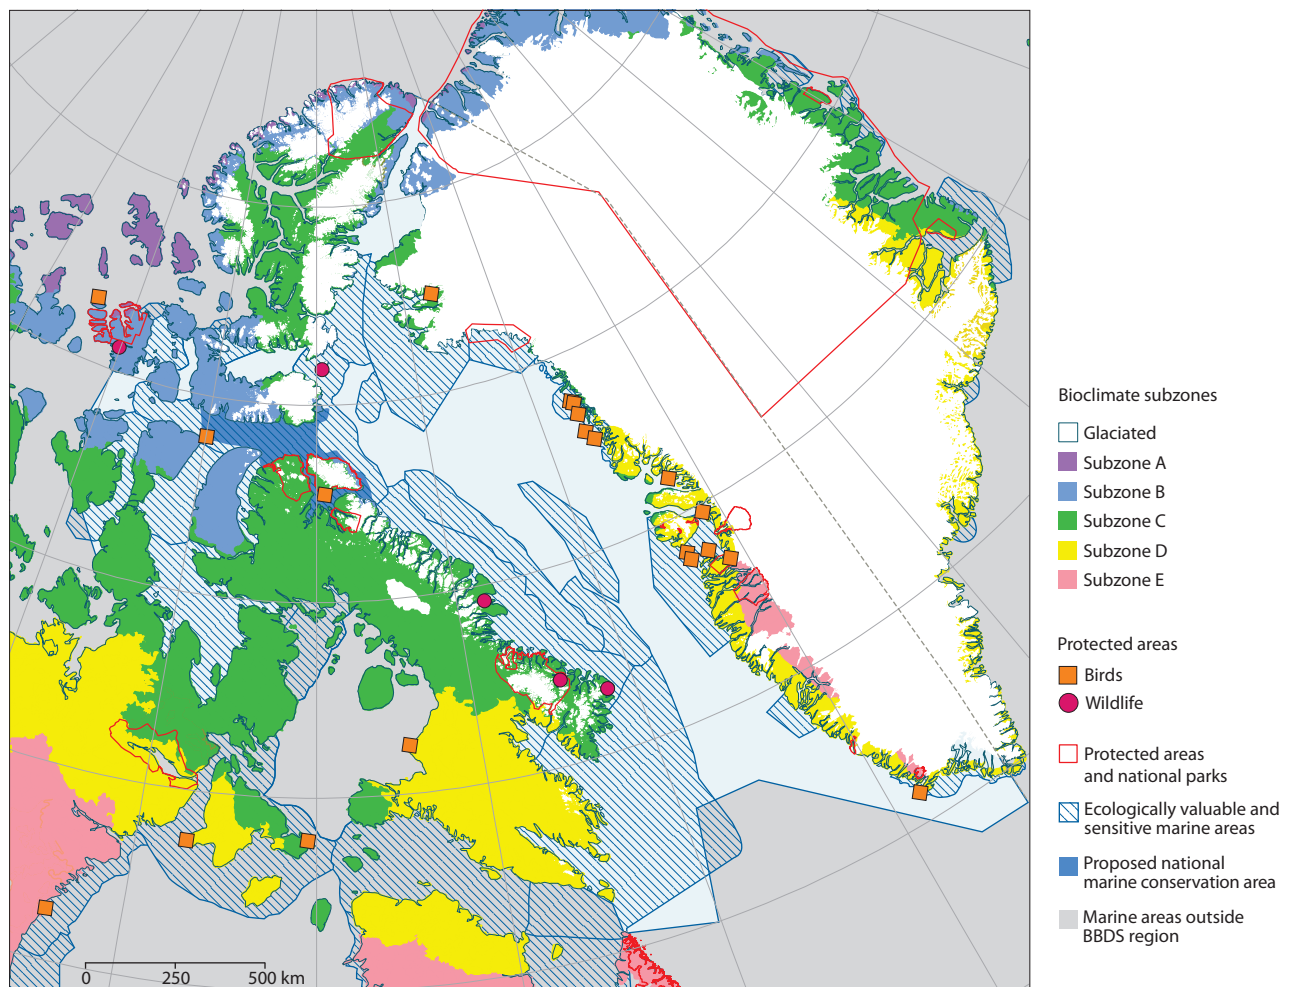 Bioclimate subzones
Glaciated
Subzone A
Subzone B
Subzone C
Subzone D
Subzone E
Protected areas
Birds
Wildlife
Protected areas
and national parks
Ecologically valuable and
sensitive marine areas
Proposed national
marine conservation area
Marine areas outside
BBDS region
0 250 500 km